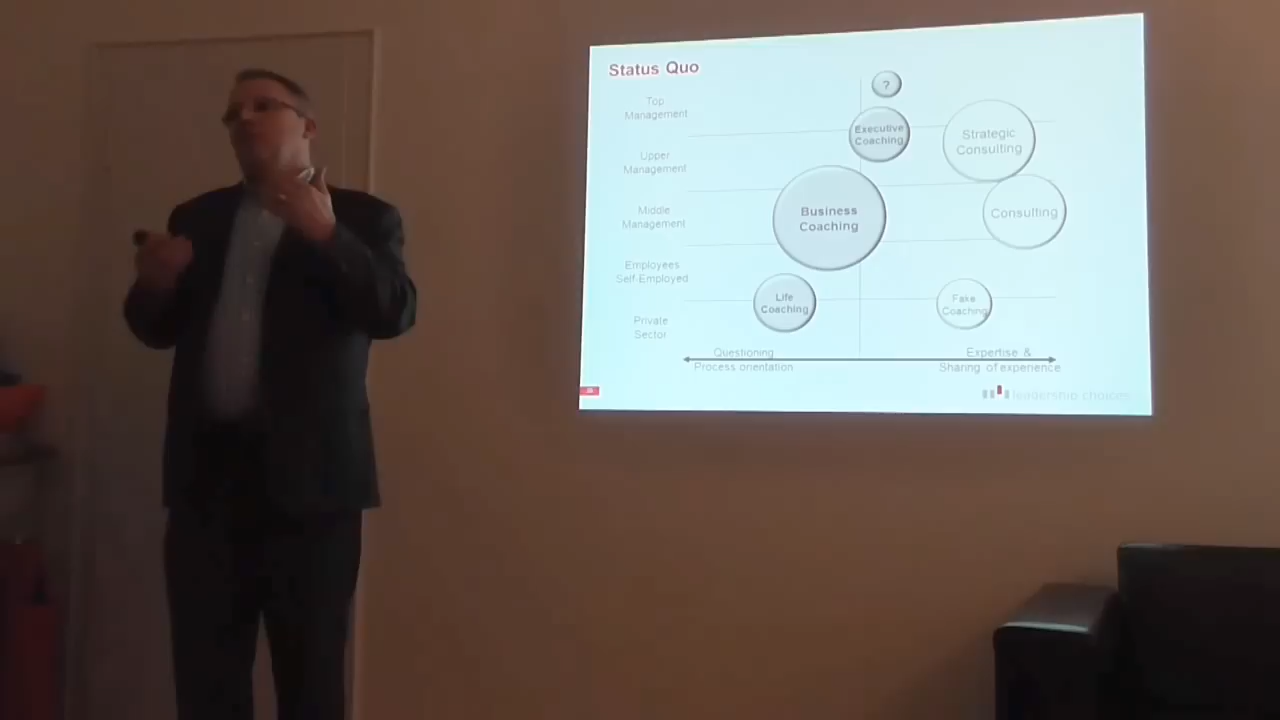 Status Quo
?
Top
Management
Executive
Coaching
Strategic
Consulting
Upper
Management
Middle
Management
Business
Coaching
Consulting
Employees
Self-Employed
Life
Coaching
Fake
Coaching
Private
Sector
Questioning
Process orientation
Expertise &
Sharing of experience
leadership choices